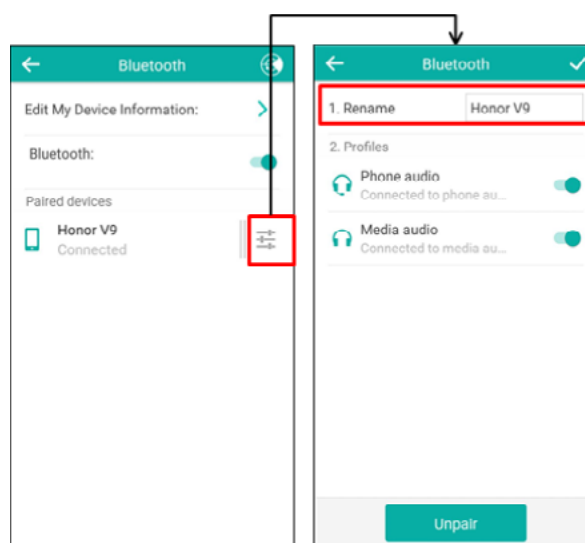 Bluetooth
Edit My Device Information:
Bluetooth:
Paired devices
Honor V9
Connected
Bluetooth
1. Rename Honor V9
2. Profiles
Phone audio
Connected to phone au...
Media audio
Connected to media au...
Unpair